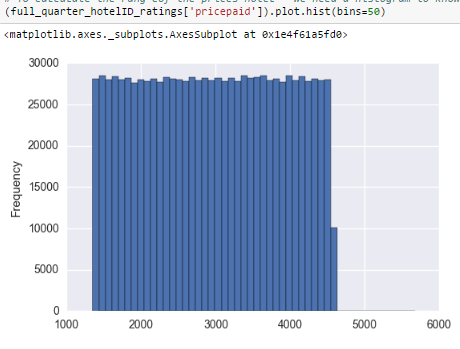 (full_quarter_hotelID_ratings['pricepaid']).plot.hist(bins=50)
<matplotlib.axes._subplots.AxesSubplot at 0x1e4f61a5fd0>
30000
25000
20000
15000
10000
5000
0
Frequency
1000 2000 3000 4000 5000 6000